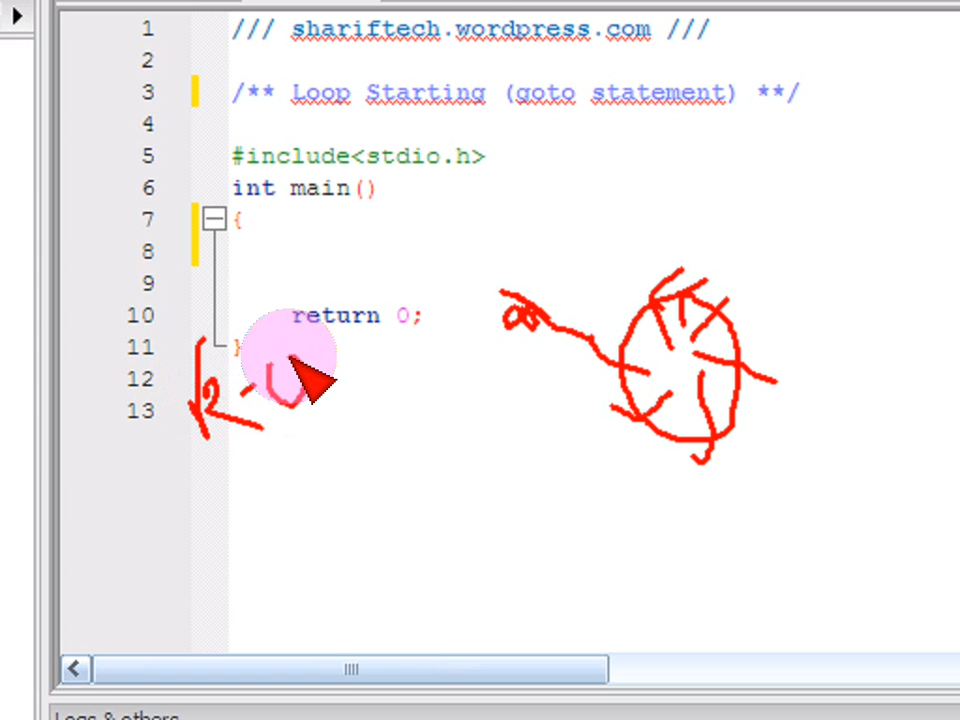 1 /// shariftech.wordpress.com ///
2
3 /** Loop Starting (goto statement) **/
4
5 #include<stdio.h>
6 int main()
7 {
8
9
10 return 0;
11 }
12
13
Logs & others